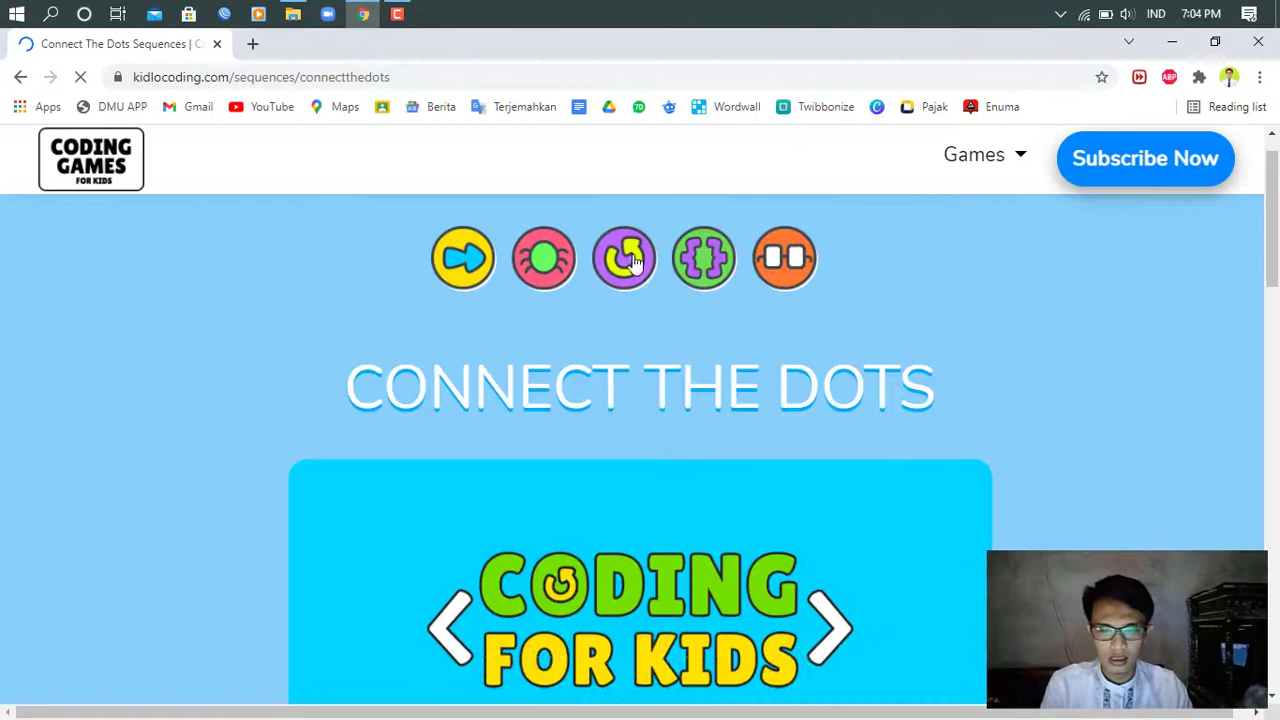 IND 7:04 PM
Connect The Dots Sequences | C
kidlocoding.com/sequences/connectthedots
Apps DMU APP Gmail YouTube Maps Berita Terjemahkan 70 Wordwall Twibbonize Pajak Enuma Reading list
ABP
CODING
GAMES
FOR KIDS
Games
Subscribe Now
CONNECT THE DOTS
CODING
FOR KIDS